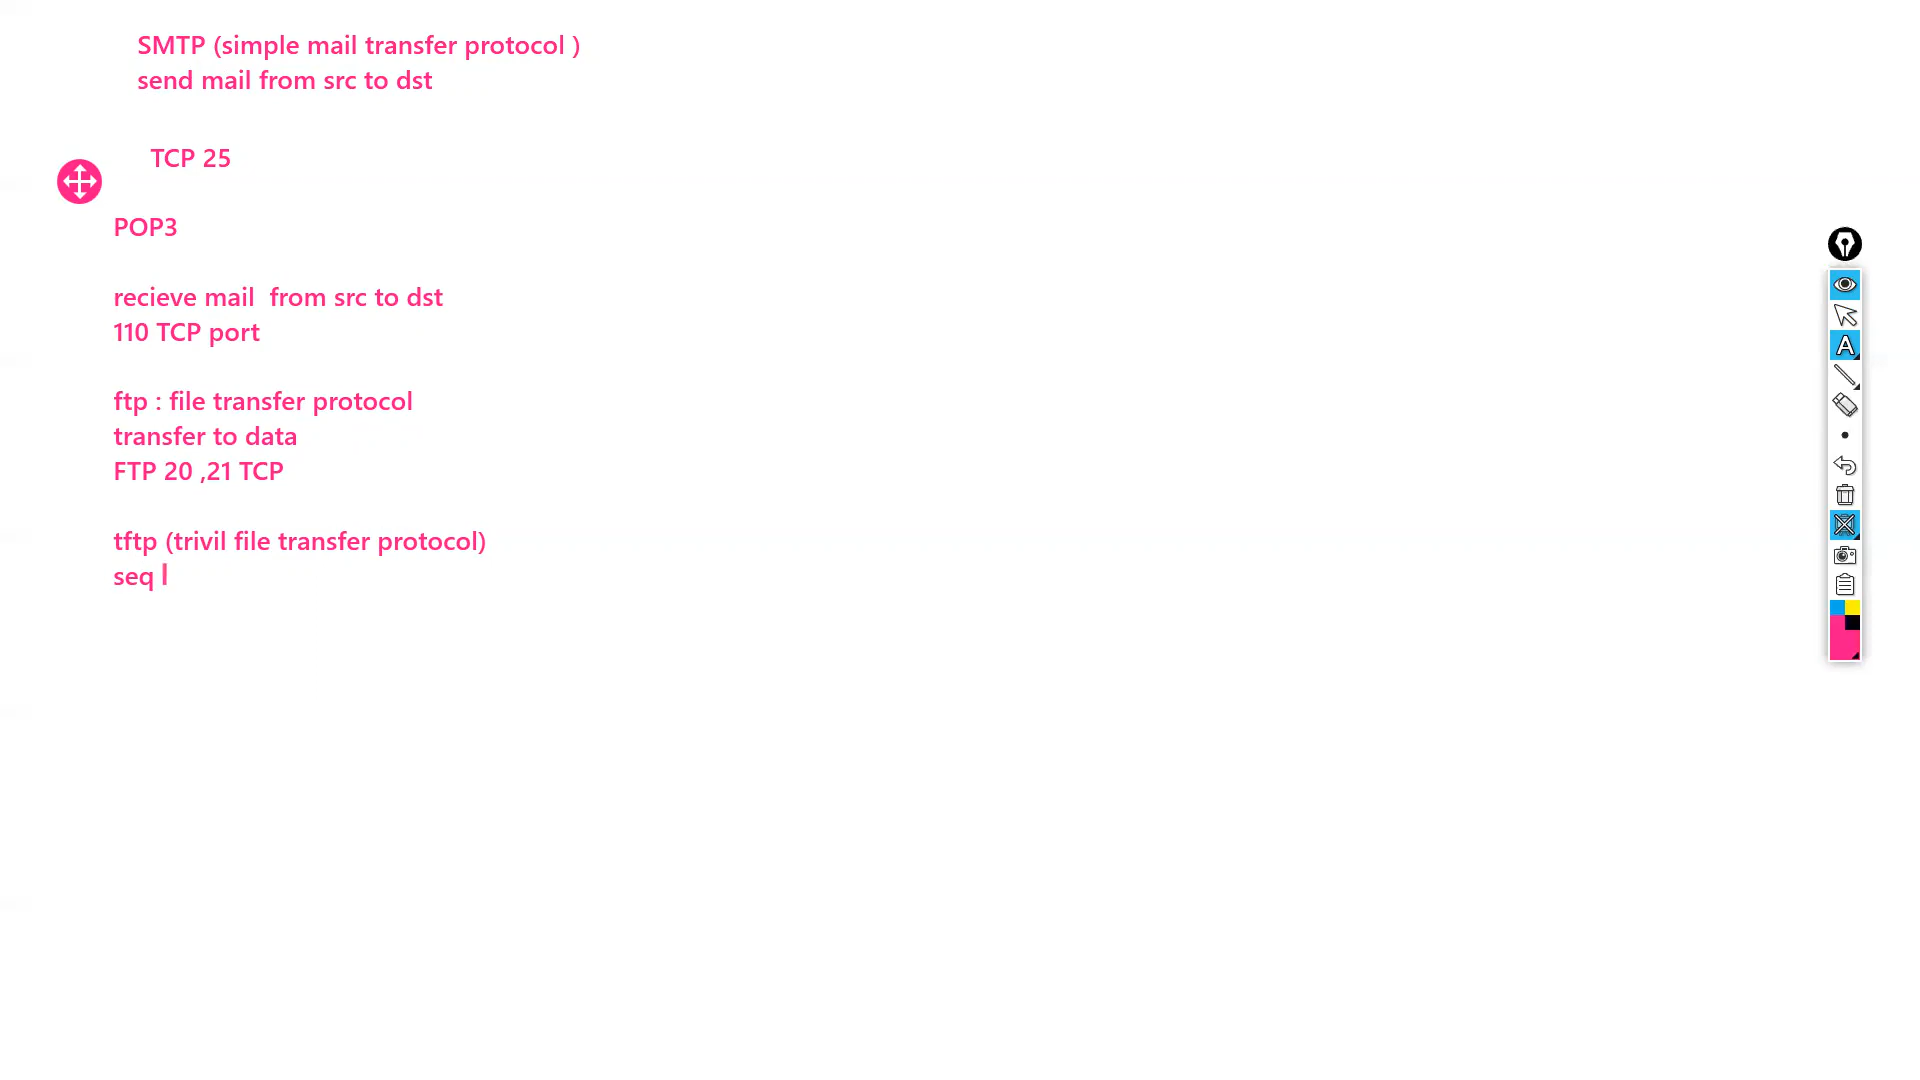 SMTP (simple mail transfer protocol )
send mail from src to dst
TCP 25
POP3
recieve mail  from src to dst
110 TCP port
ftp : file transfer protocol
transfer to data
FTP 20 ,21 TCP
tftp (trivil file transfer protocol)
seq